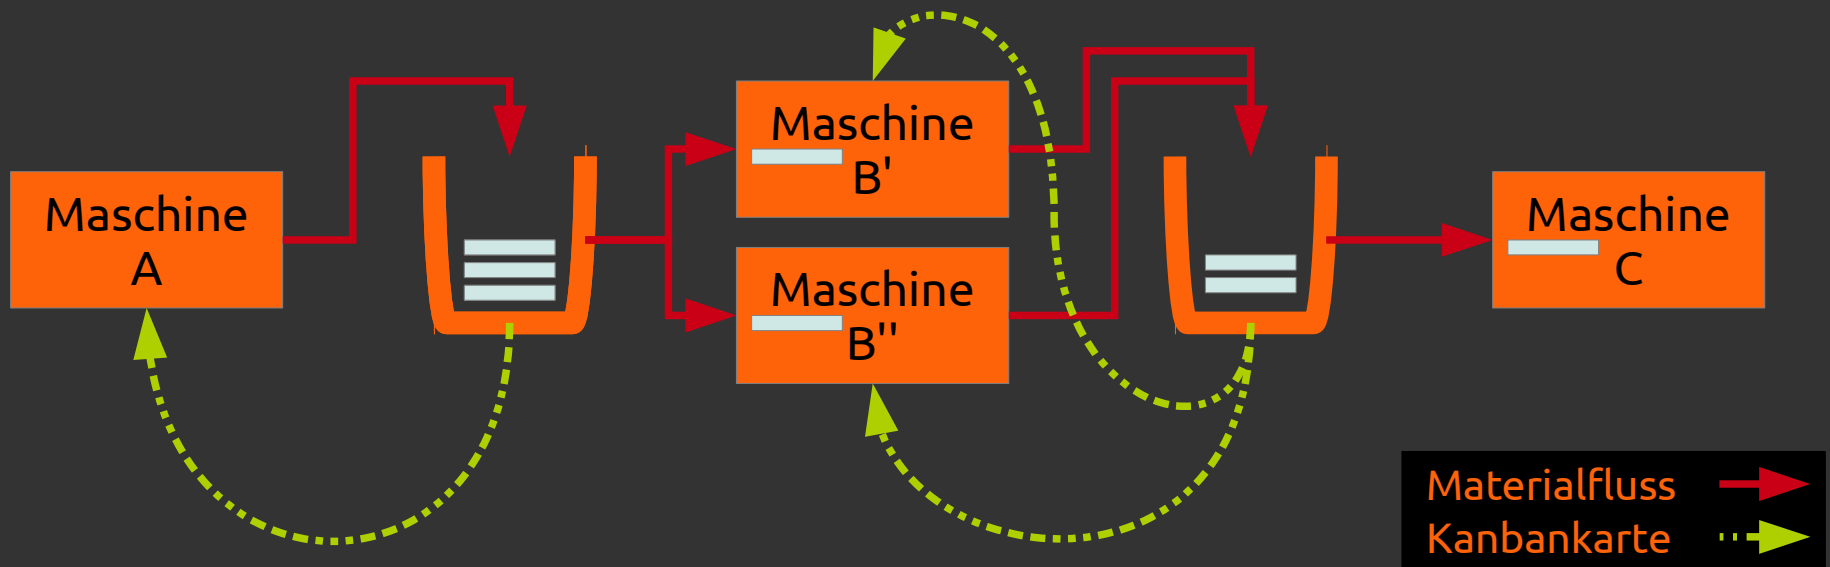 Maschine
A
Maschine
B'
Maschine
B''
Maschine
C
Materialfluss
Kanbankarte